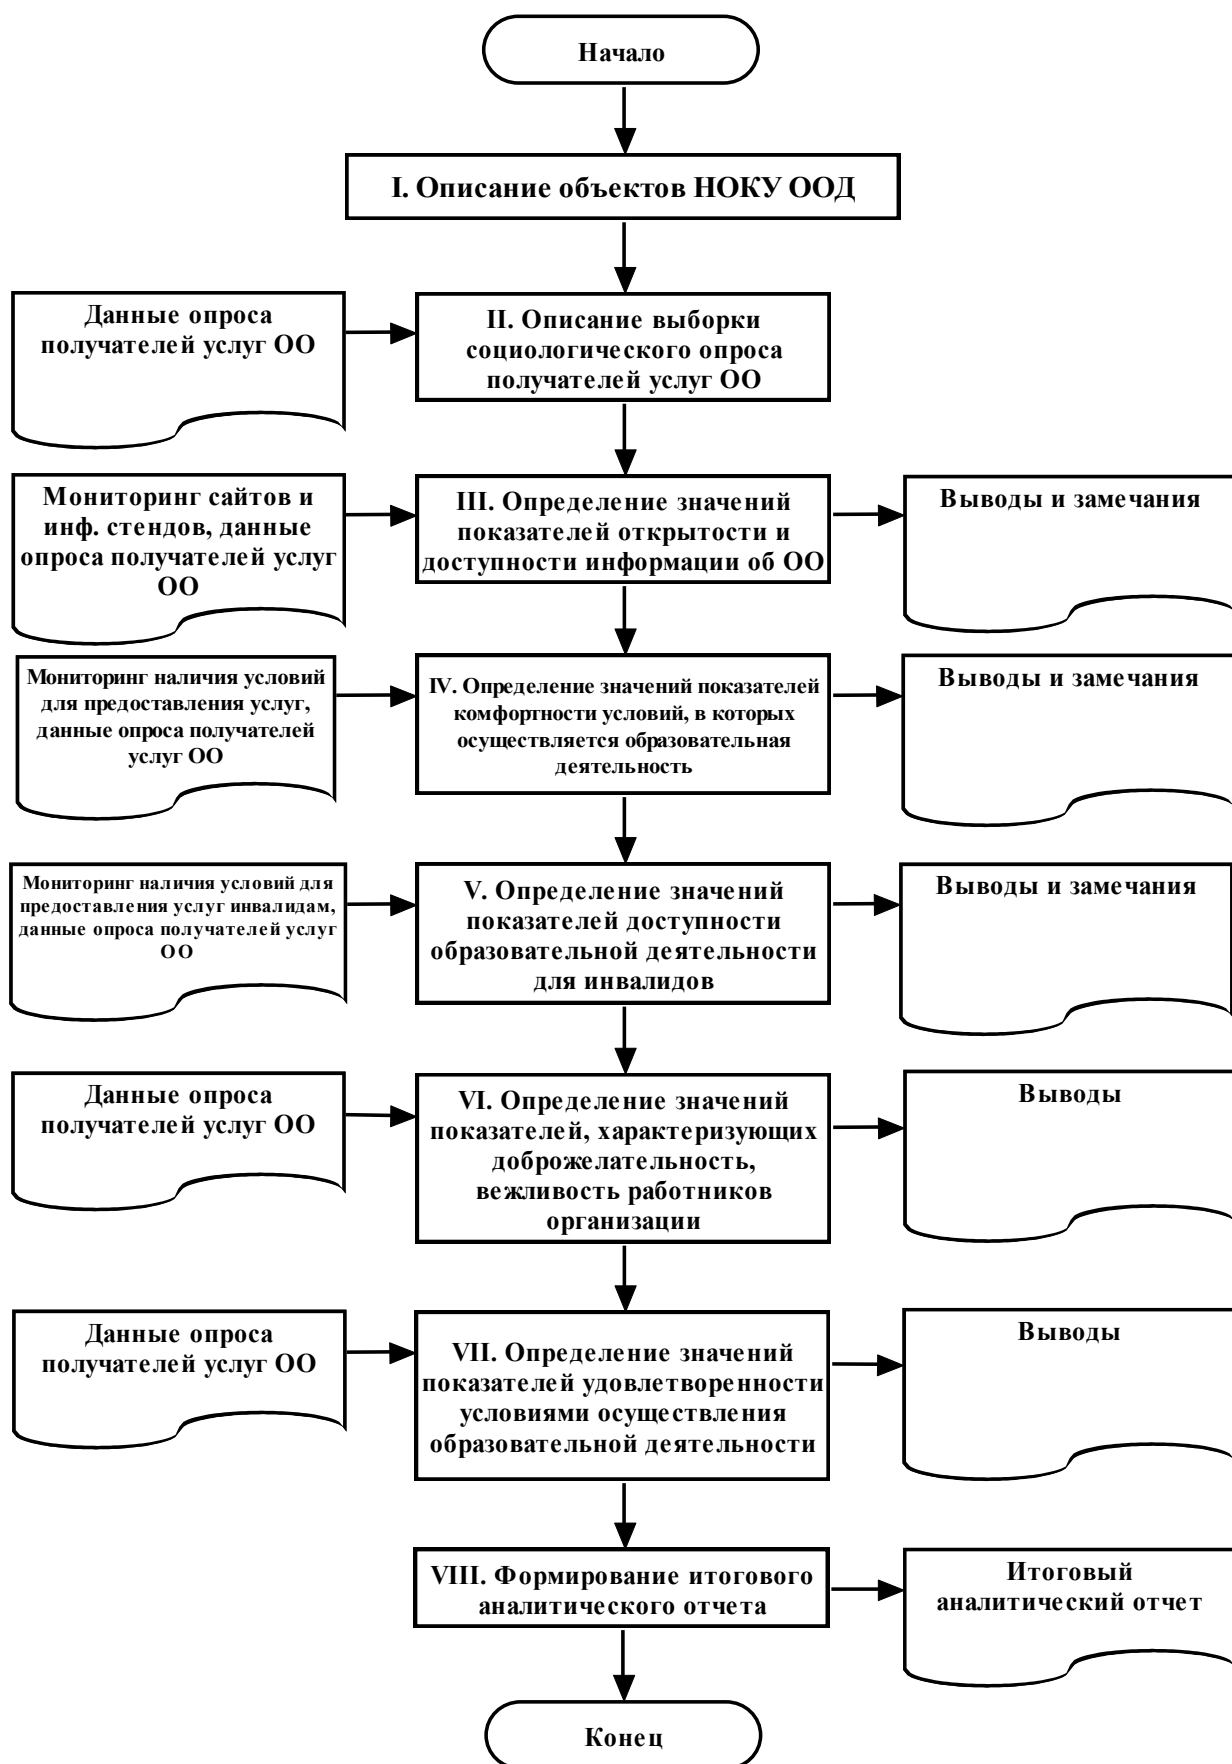 Начало
I. Описание объектов НОКУ ООД
Данные опроса
получателей услуг ОО
II. Описание выборки
социологического опроса
получателей услуг ОО
Мониторинг сайтов и
инф. стендов, данные
опроса получателей услуг
ОО
III. Определение значений
показателей открытости и
доступности информации об ОО
Выводы и замечания
Мониторинг наличия условий
для предоставления услуг,
данные опроса получателей
услуг ОО
IV. Определение значений показателей
комфортности условий, в которых
осуществляется образовательная
деятельность
Выводы и замечания
Мониторинг наличия условий для
предоставления услуг инвалидам,
данные опроса получателей услуг
ОО
V. Определение значений
показателей доступности
образовательной деятельности
для инвалидов
Выводы и замечания
Данные опроса
получателей услуг ОО
VI. Определение значений
показателей, характеризующих
доброжелательность,
вежливость работников
организации
Выводы
Данные опроса
получателей услуг ОО
VII. Определение значений
показателей удовлетворенности
условиями осуществления
образовательной деятельности
Выводы
VIII. Формирование итогового
аналитического отчета
Итоговый
аналитический отчет
Конец